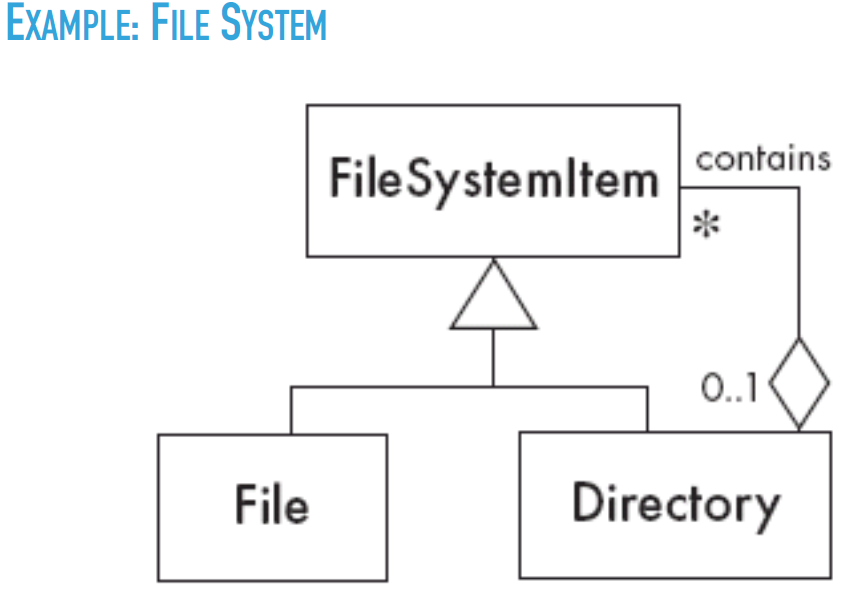 EXAMPLE: FILE SYSTEM
FileSystemItem
contains
*
0..1
File
Directory